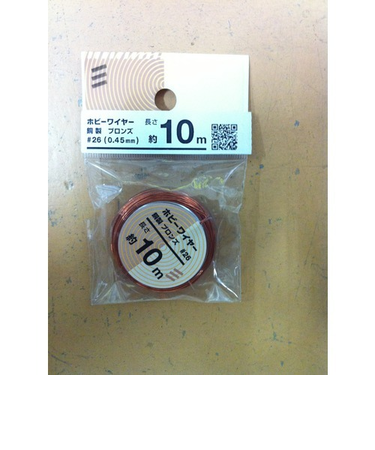 ホビーワイヤー
銅製 ブロンズ
#26 (0.45mm)
長さ
約10m
ホビーワイヤー
銅製 ブロンズ #26
長さ
約10m